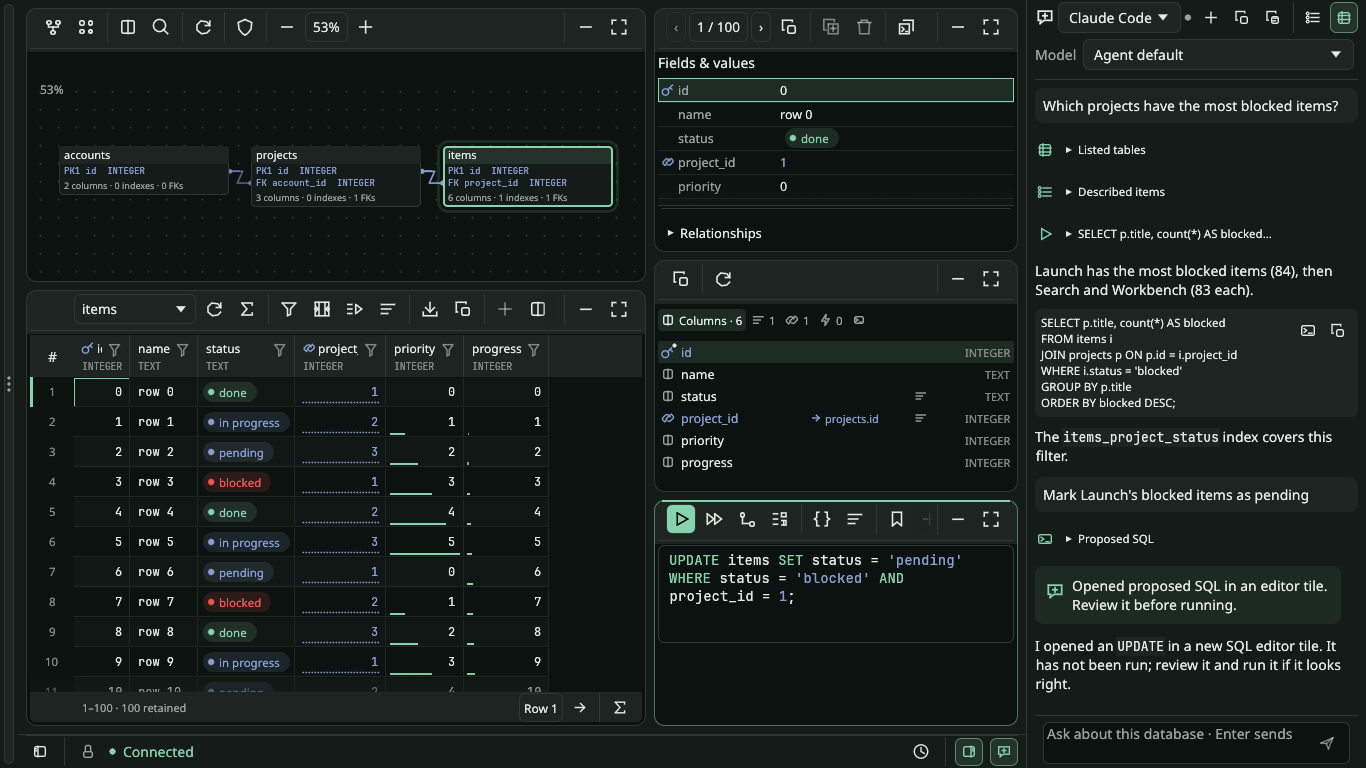 53%
53%
accounts
PK1 id INTEGER
2 columns · 0 indexes · 0 FKs
projects
PK1 id INTEGER
FK account_id INTEGER
3 columns · 0 indexes · 1 FKs
items
PK1 id INTEGER
FK project_id INTEGER
6 columns · 1 indexes · 1 FKs
items
# name status project_ priority progress
INTEGER TEXT TEXT INTEGER INTEGER INTEGER
1 0 row 0 done 1 0 0
2 1 row 1 in progress 2 1 1
3 2 row 2 pending 3 2 2
4 3 row 3 blocked 1 3 3
5 4 row 4 done 2 4 4
6 5 row 5 in progress 3 5 5
7 6 row 6 pending 1 0 6
8 7 row 7 blocked 2 1 7
9 8 row 8 done 3 2 8
10 9 row 9 in progress 1 3 9
11 10 row 10 pending 2 4 10
1–100 · 100 retained Row 1
Connected
1 / 100
Fields & values
id 0
name row 0
status done
project_id 1
priority 0
Relationships
Columns · 6 1 1 0
id INTEGER
name TEXT
status TEXT
project_id projects.id INTEGER
priority INTEGER
progress INTEGER
UPDATE items SET status = 'pending'
WHERE status = 'blocked' AND
project_id = 1;
Claude Code
Model Agent default
Which projects have the most blocked items?
Listed tables
Described items
SELECT p.title, count(*) AS blocked...
Launch has the most blocked items (84), then
Search and Workbench (83 each).
SELECT p.title, count(*) AS blocked
FROM items i
JOIN projects p ON p.id = i.project_id
WHERE i.status = 'blocked'
GROUP BY p.title
ORDER BY blocked DESC;
The items_project_status index covers this
filter.
Mark Launch's blocked items as pending
Proposed SQL
Opened proposed SQL in an editor tile.
Review it before running.
I opened an UPDATE in a new SQL editor tile. It
has not been run; review it and run it if it looks
right.
Ask about this database · Enter sends